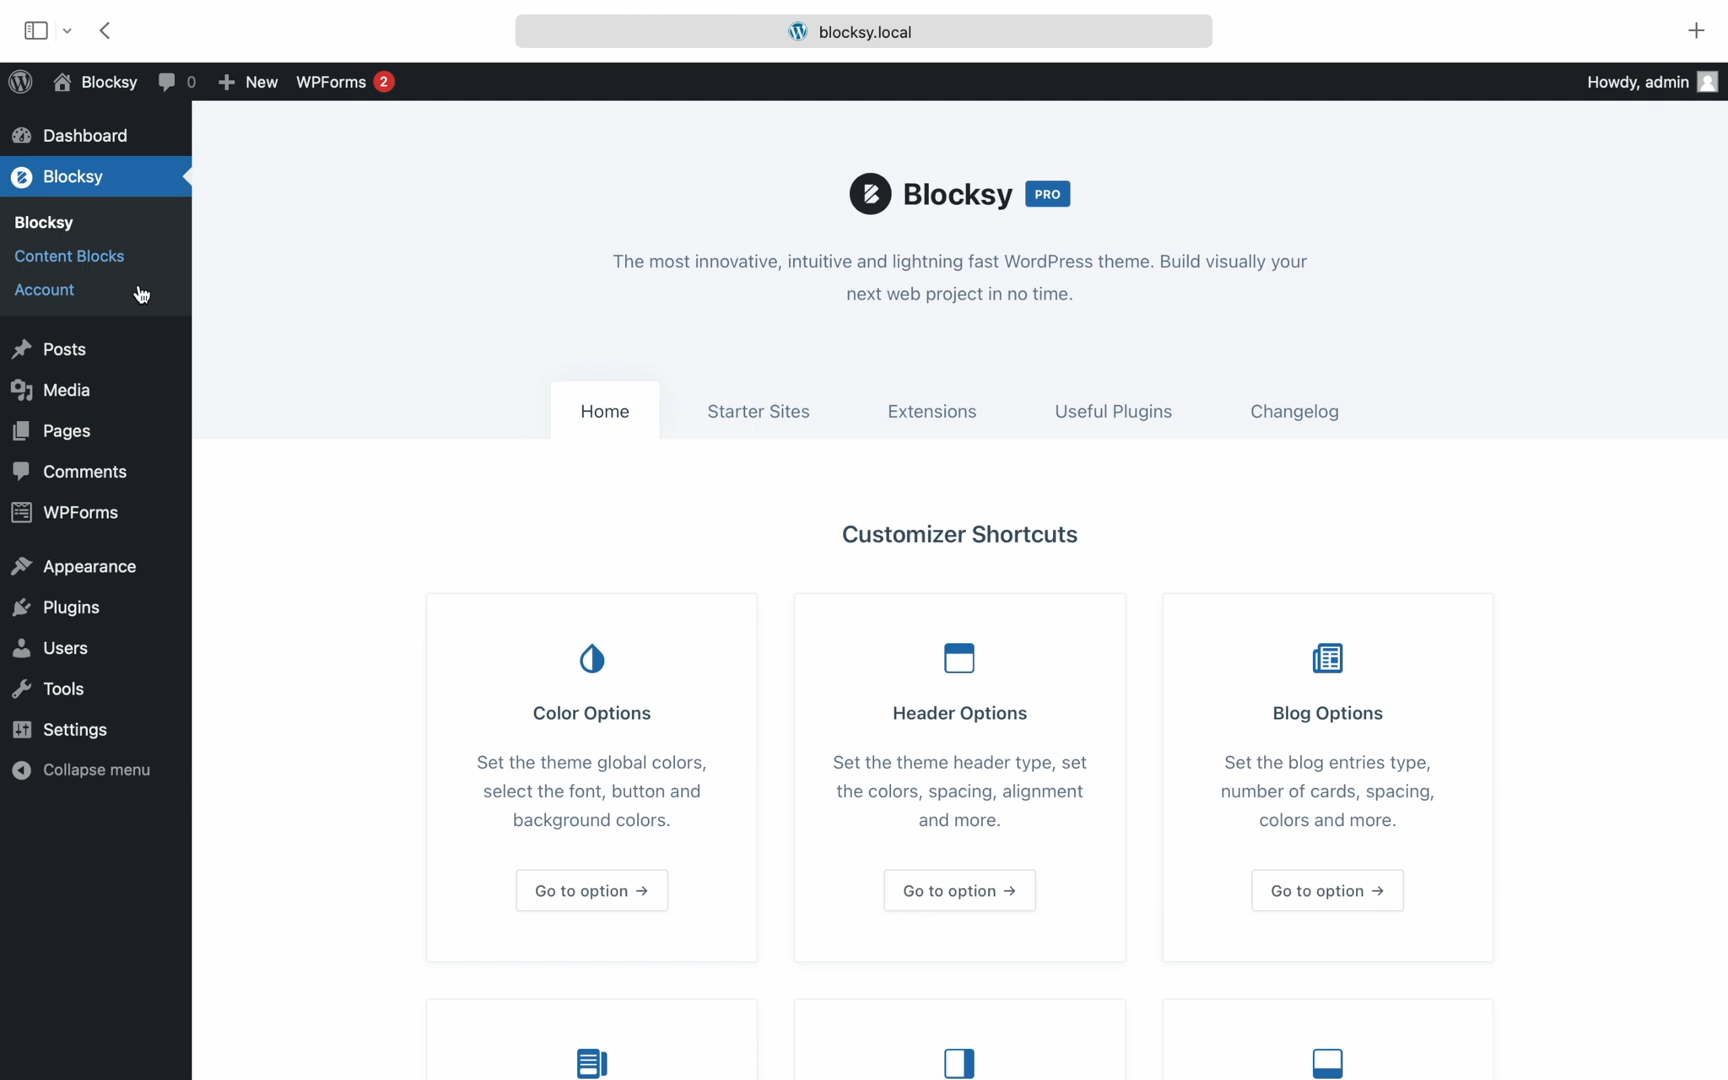 blocksy.local
Blocksy 0 New WPForms 2 Howdy, admin
Dashboard
Blocksy
Blocksy
Content Blocks
Account
Posts
Media
Pages
Comments
WPForms
Appearance
Plugins
Users
Tools
Settings
Collapse menu
Blocksy PRO
The most innovative, intuitive and lightning fast WordPress theme. Build visually your
next web project in no time.
Home Starter Sites Extensions Useful Plugins Changelog
Customizer Shortcuts
Color Options
Set the theme global colors,
select the font, button and
background colors.
Go to option →
Header Options
Set the theme header type, set
the colors, spacing, alignment
and more.
Go to option →
Blog Options
Set the blog entries type,
number of cards, spacing,
colors and more.
Go to option →